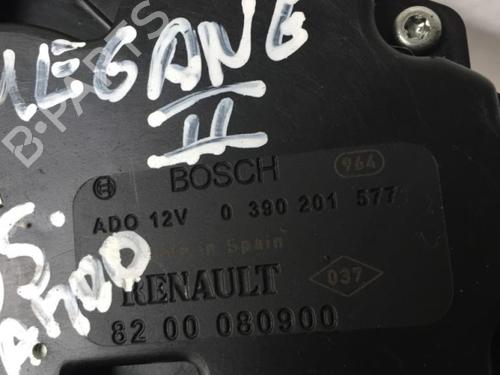 MEGANE
II
BOSCH 964
ADO 12V 0 390 201 577
Made in Spain
RENAULT 037
82 00 080900
B-PARTS